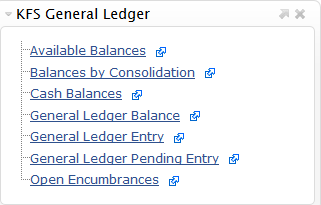 KFS General Ledger
Available Balances
Balances by Consolidation
Cash Balances
General Ledger Balance
General Ledger Entry
General Ledger Pending Entry
Open Encumbrances